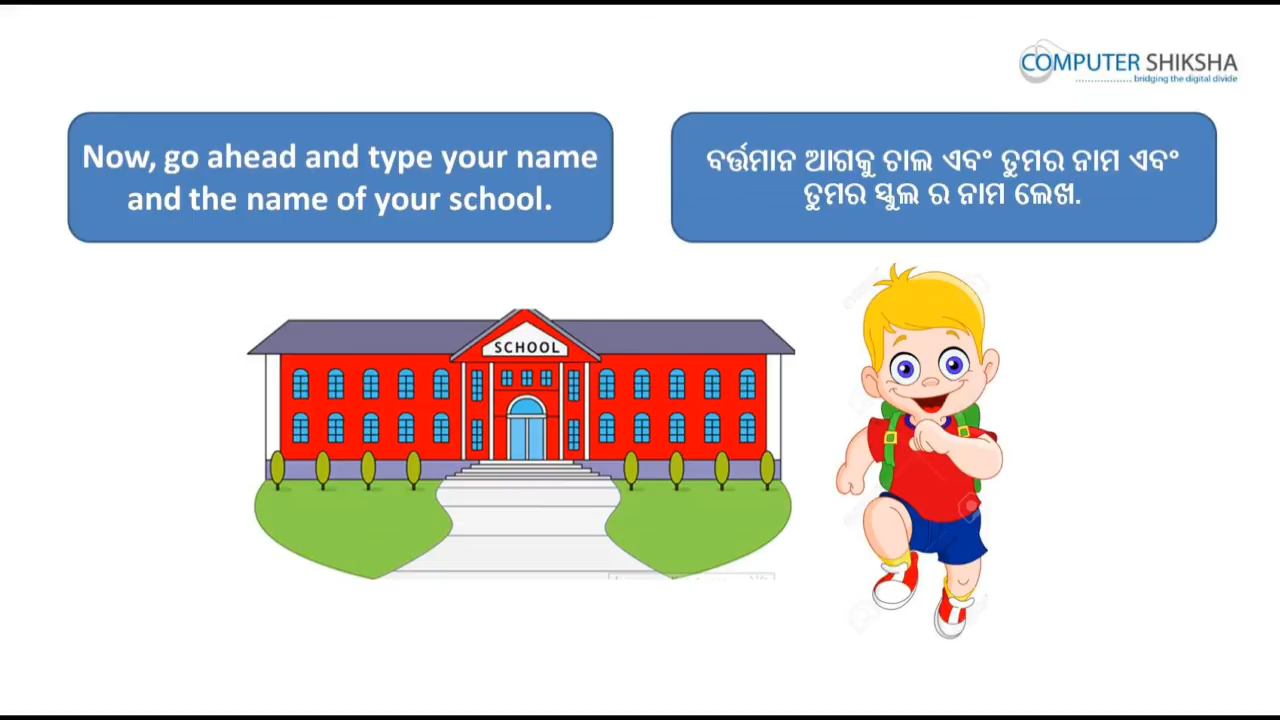 COMPUTER SHIKSHA
bridging the digital divide
Now, go ahead and type your name
and the name of your school.
ବର୍ତ୍ତମାନ ଆଗକୁ ଚାଲ ଏବଂ ତୁମର ନାମ ଏବଂ
ତୁମର ସ୍କୁଲ ର ନାମ ଲେଖ.
SCHOOL